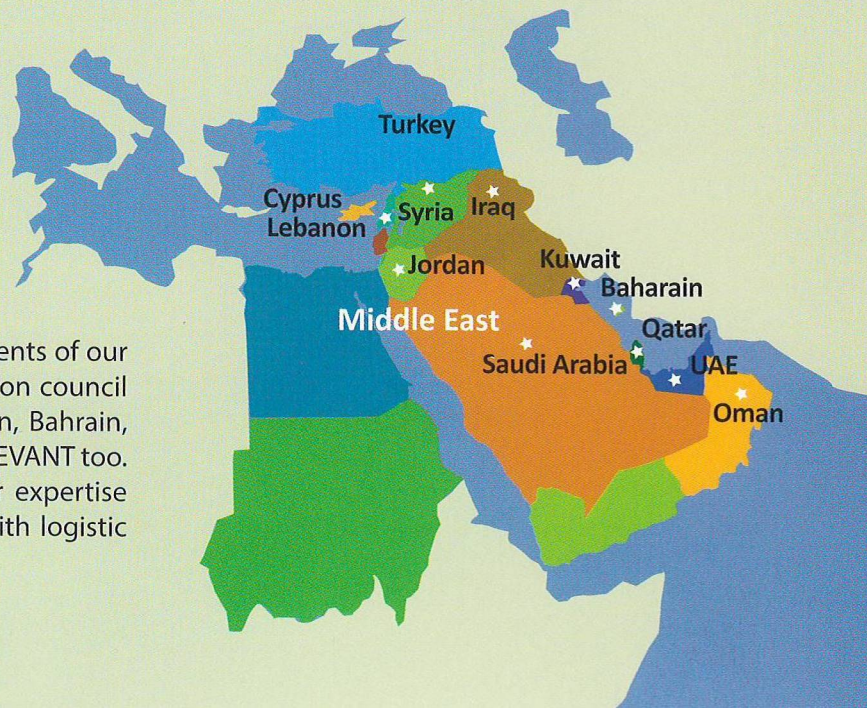 Turkey
Cyprus
Lebanon
Syria
Iraq
Jordan
Kuwait
Baharain
Middle East
Qatar
Saudi Arabia
UAE
Oman
ents of our
on council
n, Bahrain,
EVANT too.
r expertise
ith logistic